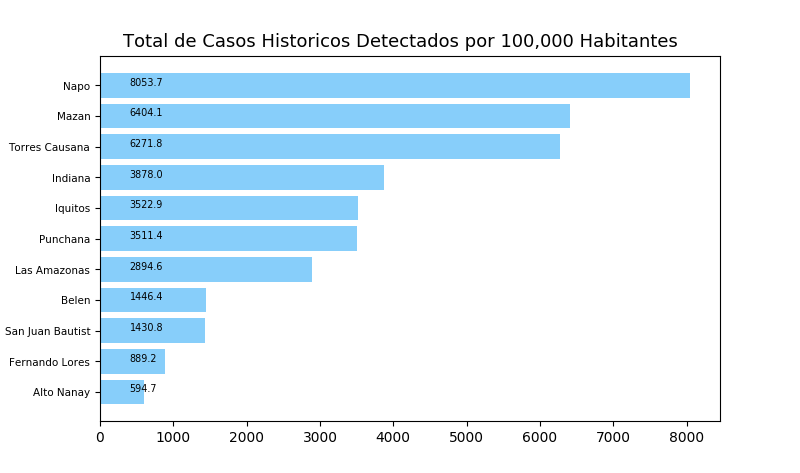 Total de Casos Historicos Detectados por 100,000 Habitantes
Napo 8053.7
Mazan 6404.1
Torres Causana 6271.8
Indiana 3878.0
Iquitos 3522.9
Punchana 3511.4
Las Amazonas 2894.6
Belen 1446.4
San Juan Bautist 1430.8
Fernando Lores 889.2
Alto Nanay 594.7
0 1000 2000 3000 4000 5000 6000 7000 8000